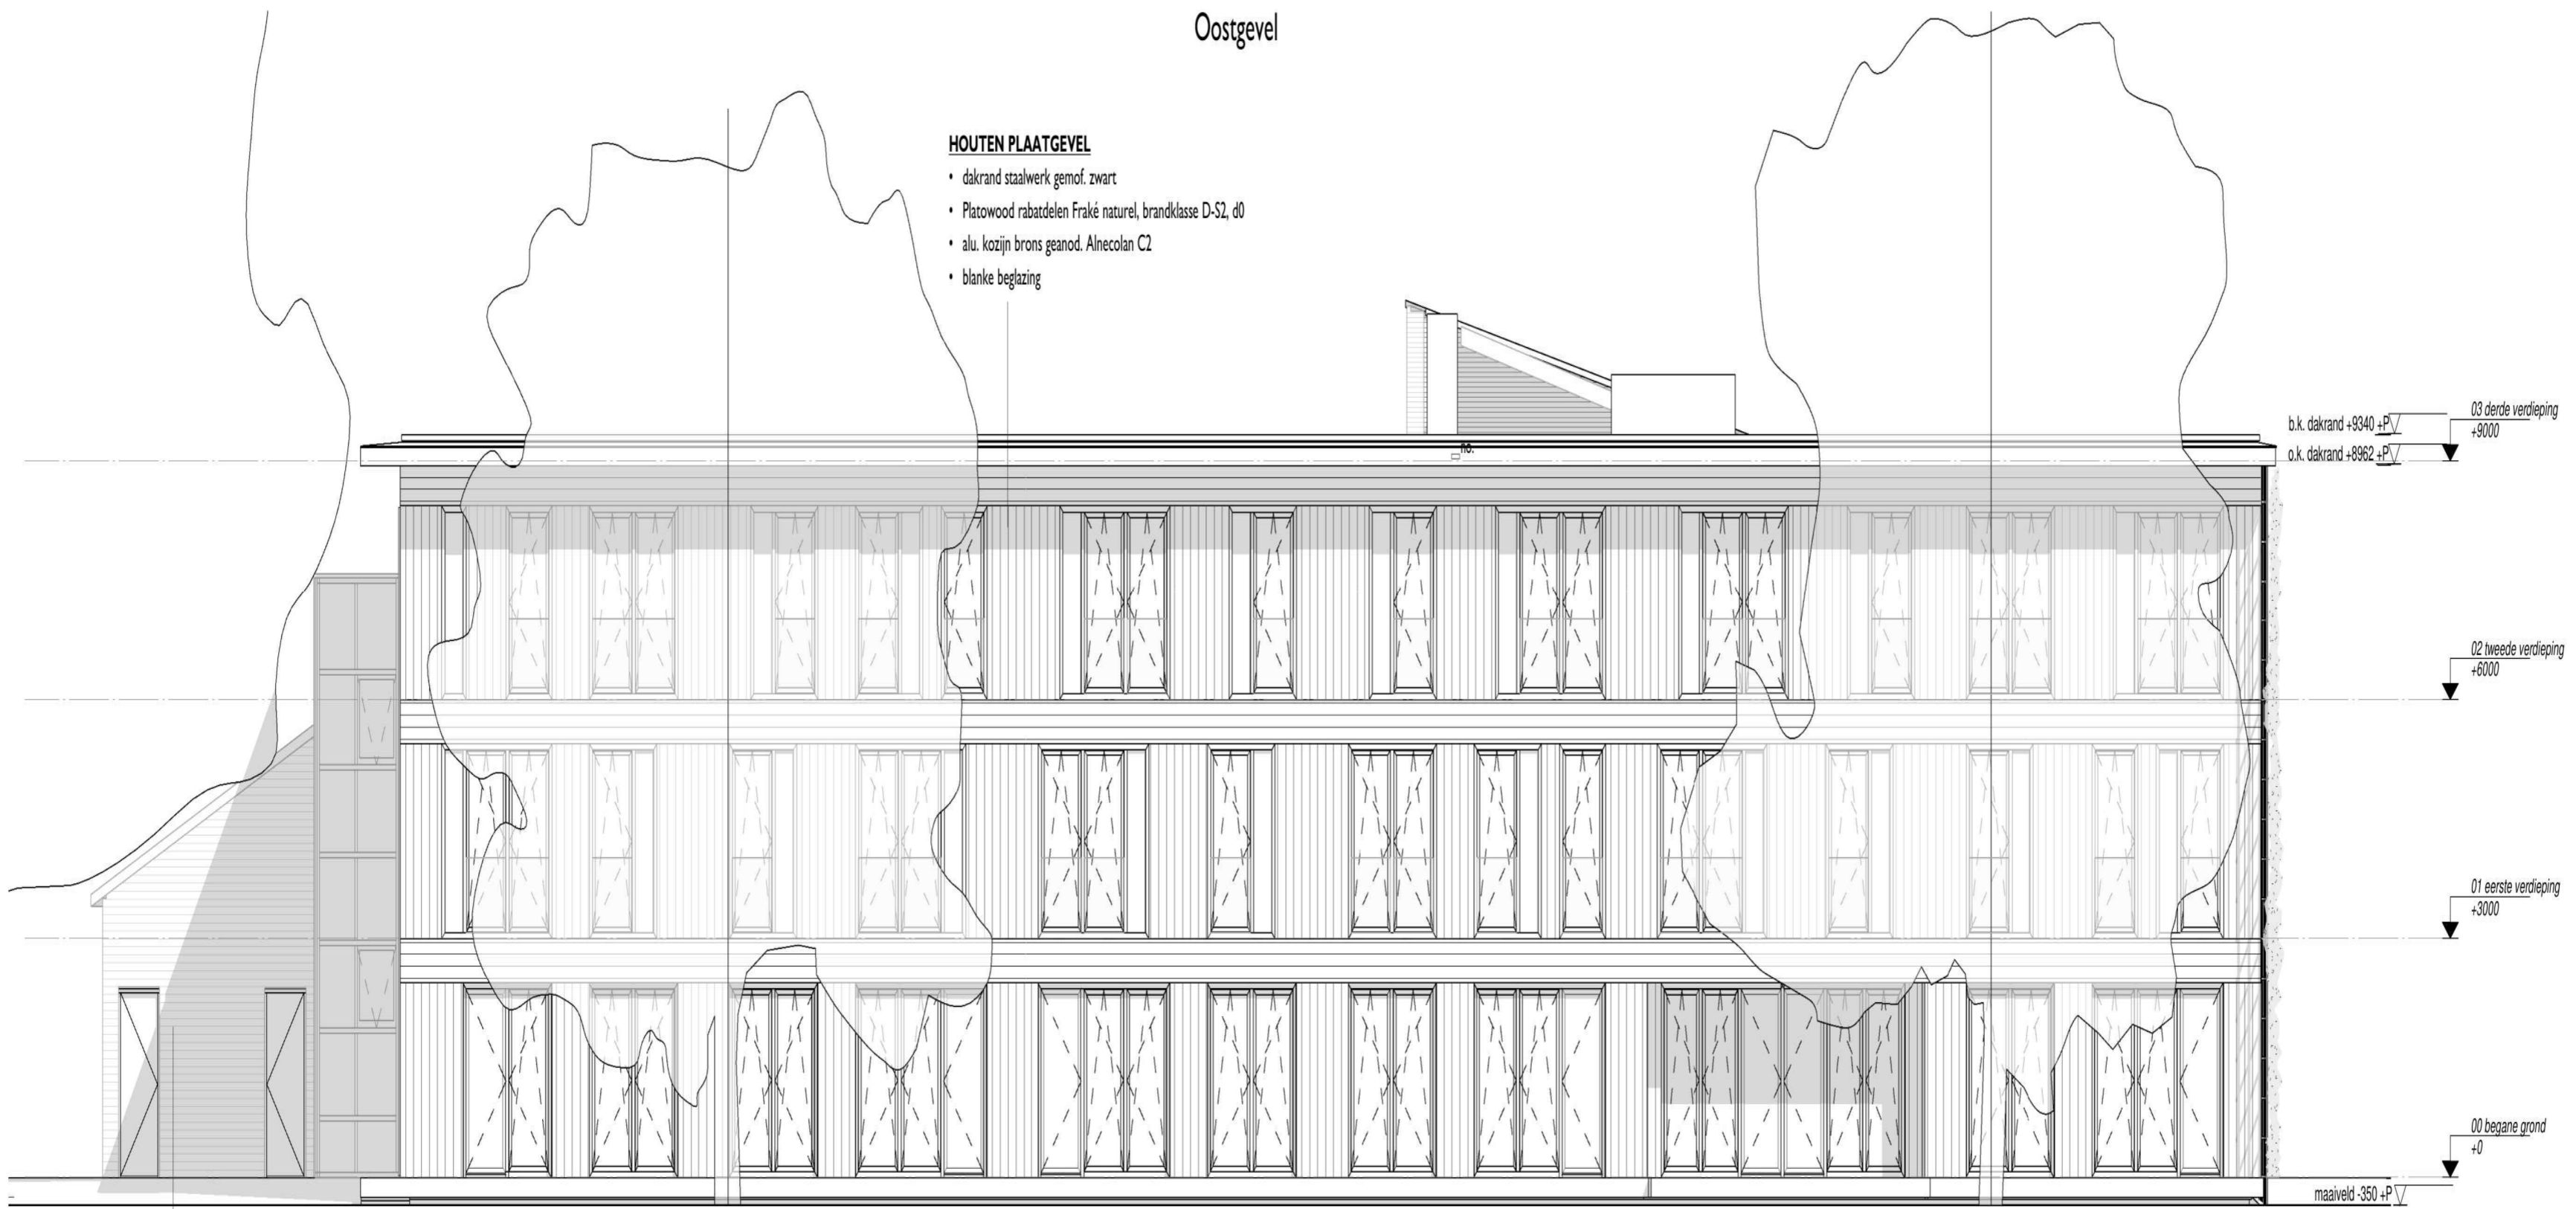 Oostgevel
HOUTEN PLAATGEVEL
• dakrand staalwerk gemof. zwart
• Platowood rabatdelen Fraké naturel, brandklasse D-S2, d0
• alu. kozijn brons geanod. Alnecolan C2
• blanke beglazing
no.
b.k. dakrand +9340 +P
o.k. dakrand +8962 +P
03 derde verdieping
+9000
02 tweede verdieping
+6000
01 eerste verdieping
+3000
00 begane grond
+0
maaiveld -350 +P